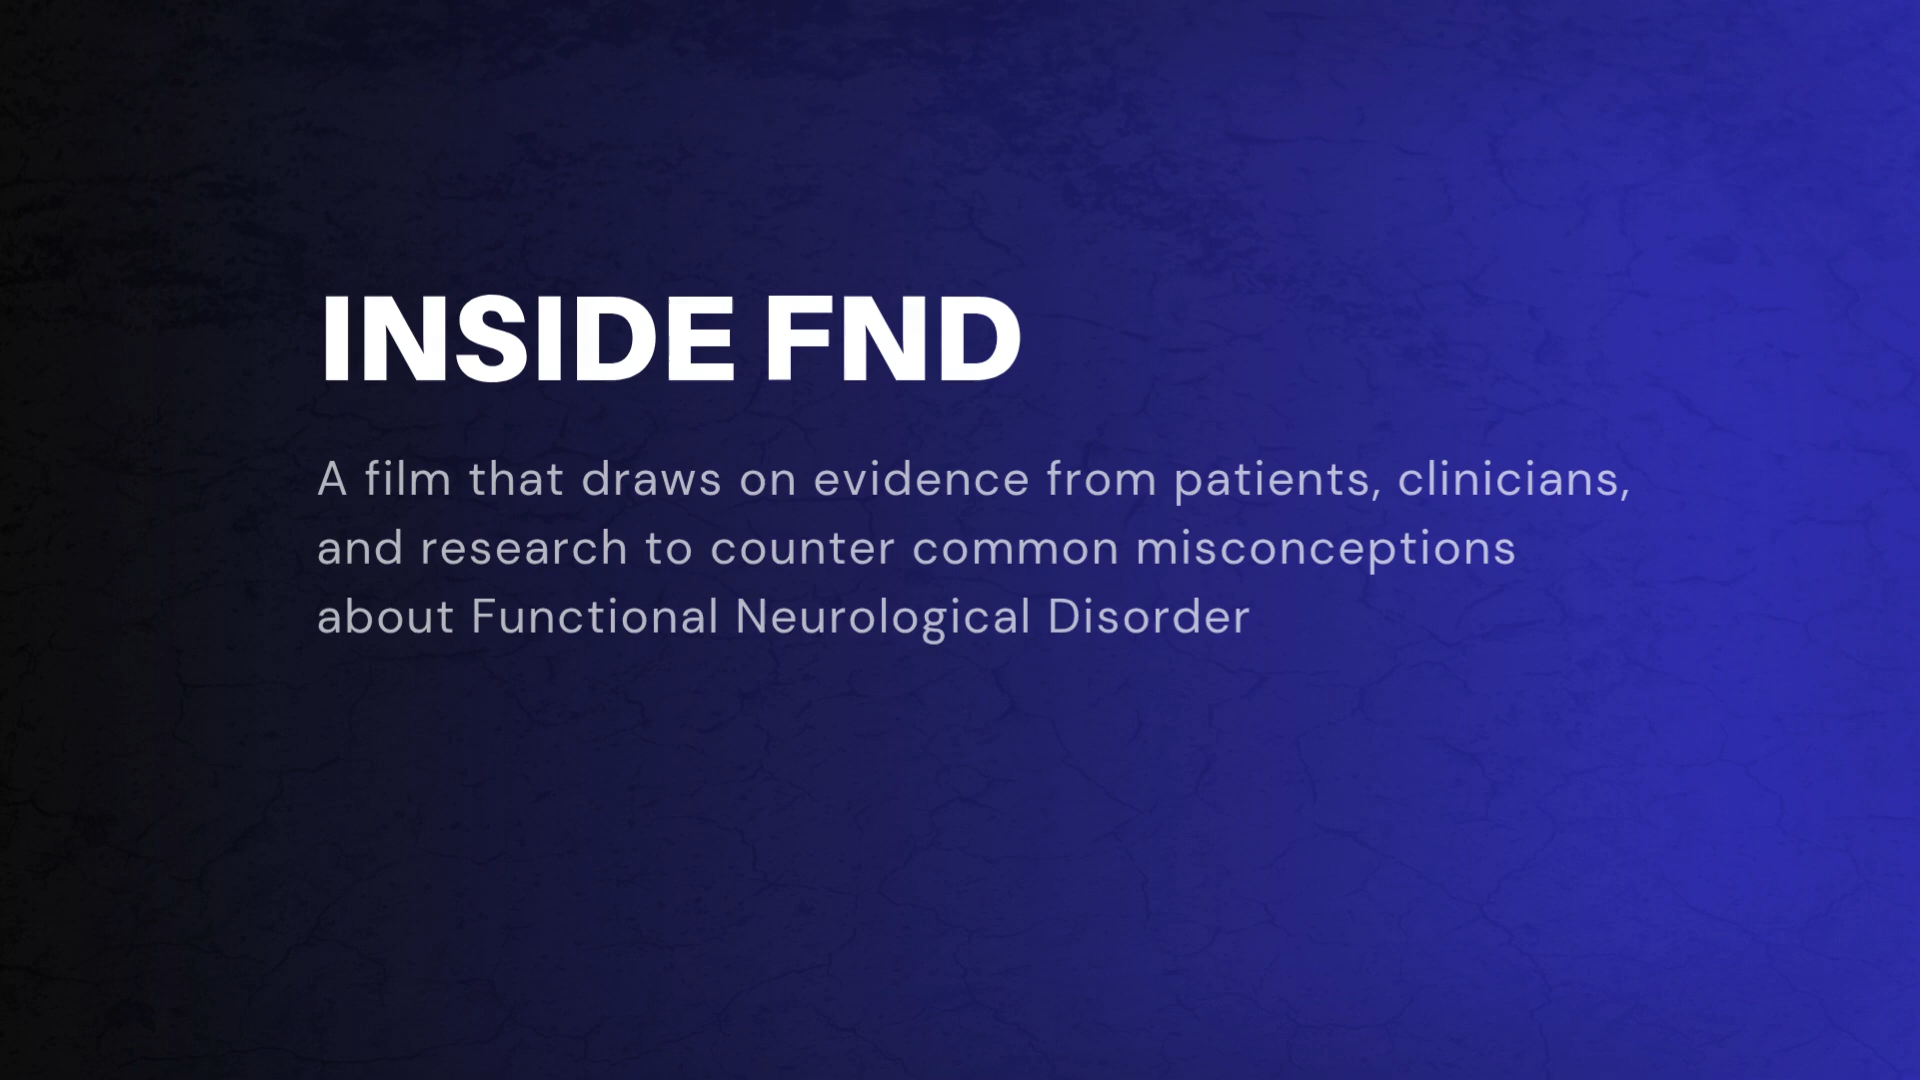 INSIDE FND
A film that draws on evidence from patients, clinicians,
and research to counter common misconceptions
about Functional Neurological Disorder